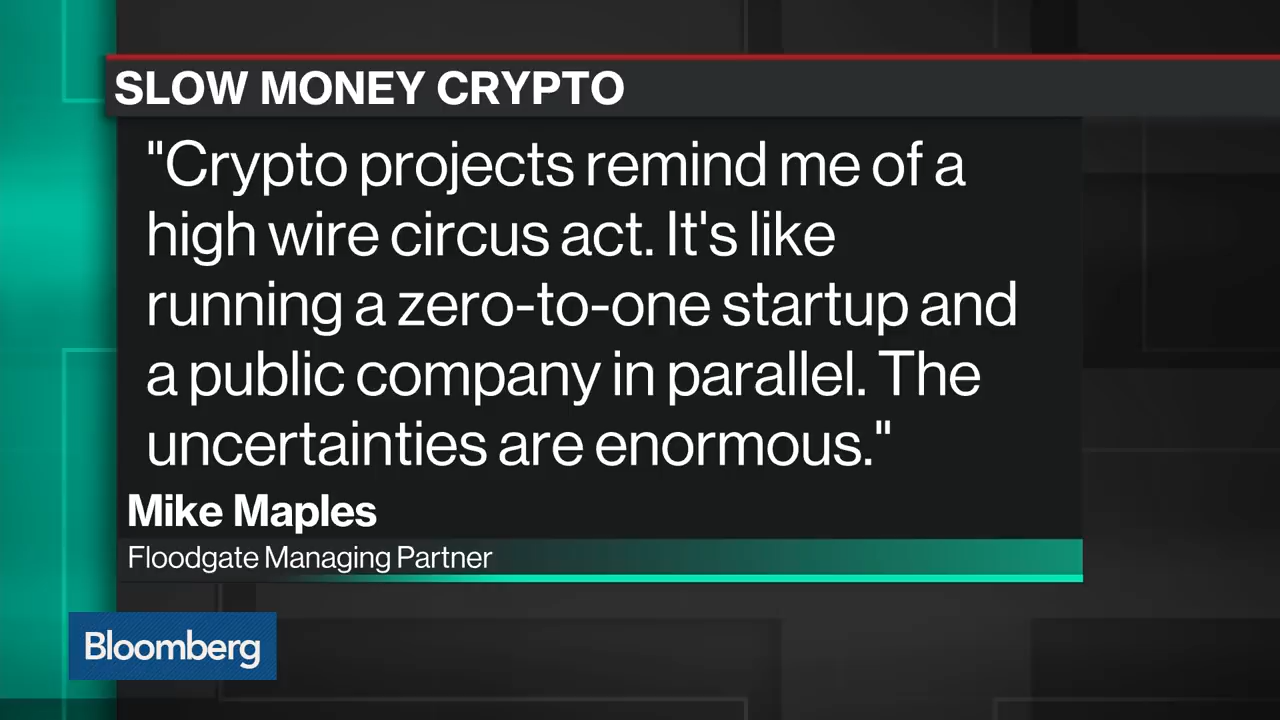 SLOW MONEY CRYPTO
"Crypto projects remind me of a
high wire circus act. It's like
running a zero-to-one startup and
a public company in parallel. The
uncertainties are enormous."
Mike Maples
Floodgate Managing Partner
Bloomberg